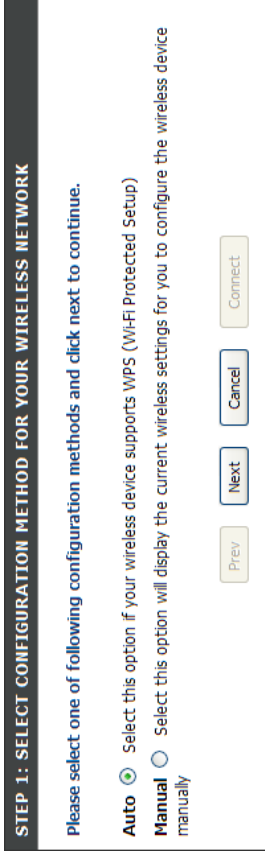 STEP 1: SELECT CONFIGURATION METHOD FOR YOUR WIRELESS NETWORK
Please select one of following configuration methods and click next to continue.
Auto Select this option if your wireless device supports WPS (Wi-Fi Protected Setup)
Manual Select this option will display the current wireless settings for you to configure the wireless device
manually
Prev Next Cancel Connect